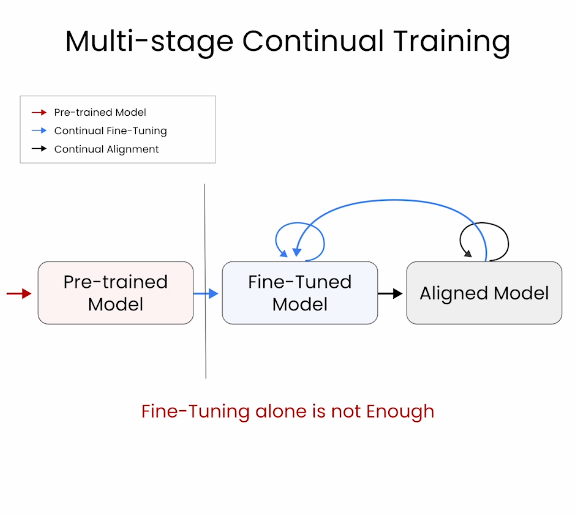 Multi-stage Continual Training
Pre-trained Model
Continual Fine-Tuning
Continual Alignment
Pre-trained
Model
Fine-Tuned
Model
Aligned Model
Fine-Tuning alone is not Enough